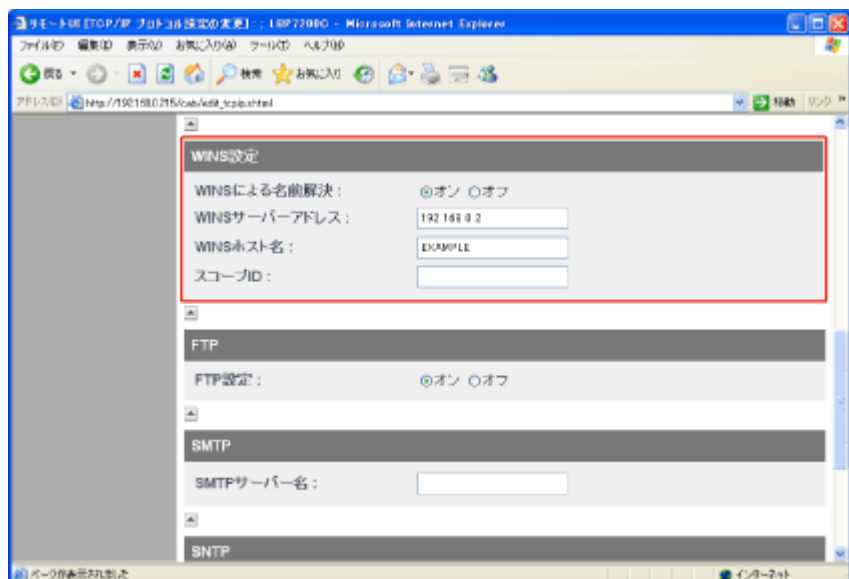 リモートUI [TCP/IP プロトコル設定の変更] : : LBP7200C - Microsoft Internet Explorer
ファイル(F) 編集(E) 表示(V) お気に入り(A) ツール(T) ヘルプ(H)
戻る 検索 お気に入り
アドレス(D) http://192.168.0.215/cab/edit_tcpip.shtml 移動 リンク »
WINS設定
WINSによる名前解決: オン オフ
WINSサーバーアドレス: 192.168.0.2
WINSホスト名: EXAMPLE
スコープID:
FTP
FTP設定: オン オフ
SMTP
SMTPサーバー名:
SNTP
ページが表示されました インターネット